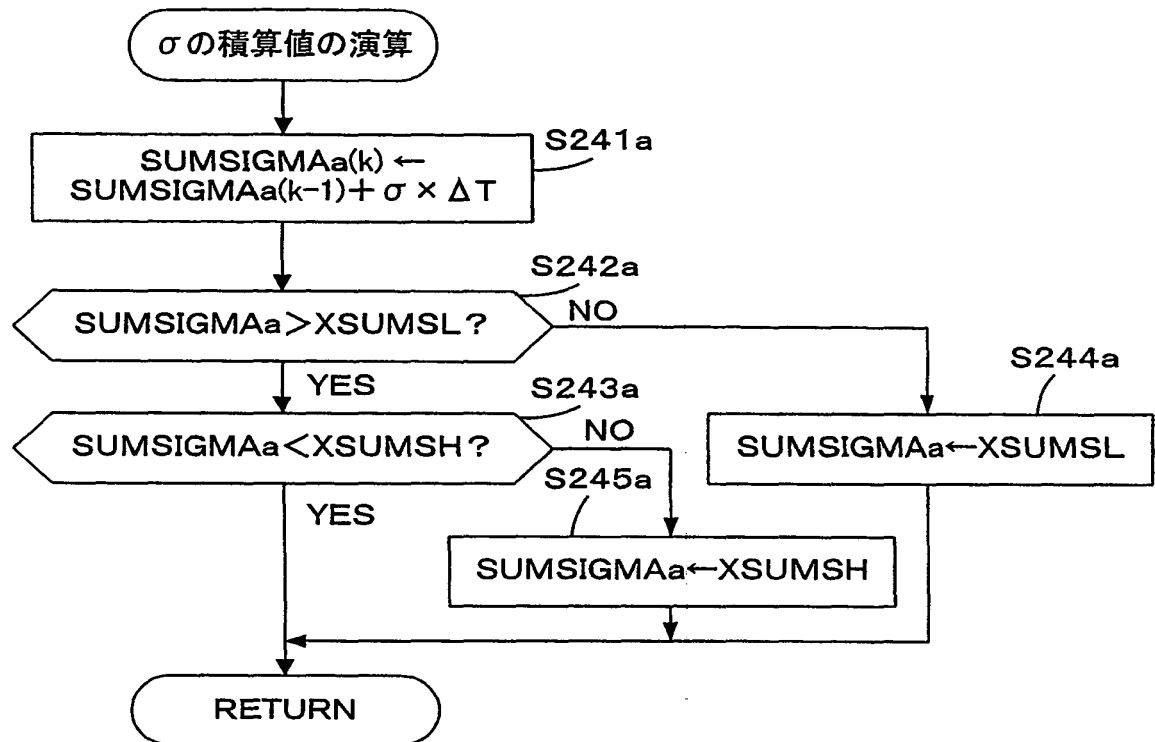 σの積算値の演算
S241a
SUMSIGMAa(k) ←
SUMSIGMAa(k-1)+ σ × ΔT
S242a
SUMSIGMAa>XSUMSL?
NO
YES
S244a
SUMSIGMAa←XSUMSL
S243a
SUMSIGMAa<XSUMSH?
NO
YES
S245a
SUMSIGMAa←XSUMSH
RETURN